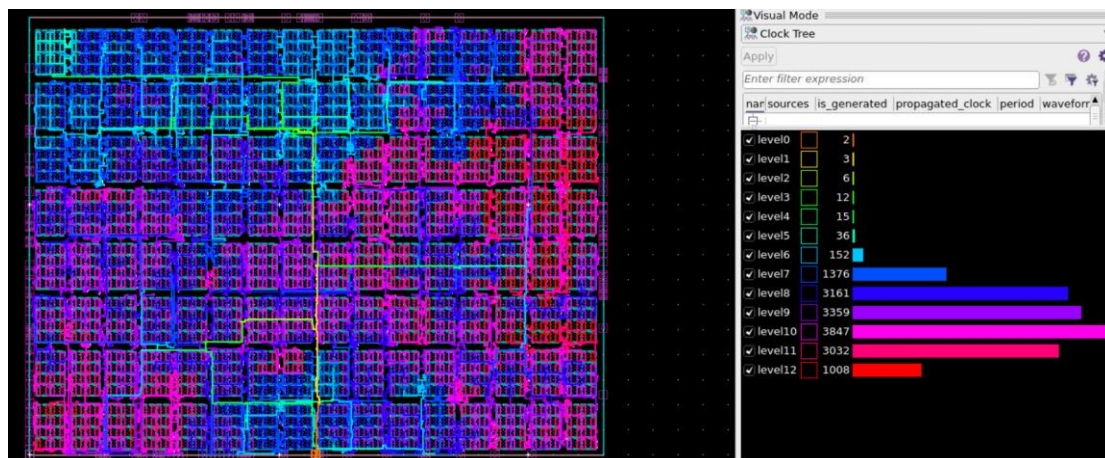 Visual Mode
Clock Tree
Apply
Enter filter expression
nar sources is_generated propagated_clock period waveforr
level0 2
level1 3
level2 6
level3 12
level4 15
level5 36
level6 152
level7 1376
level8 3161
level9 3359
level10 3847
level11 3032
level12 1008